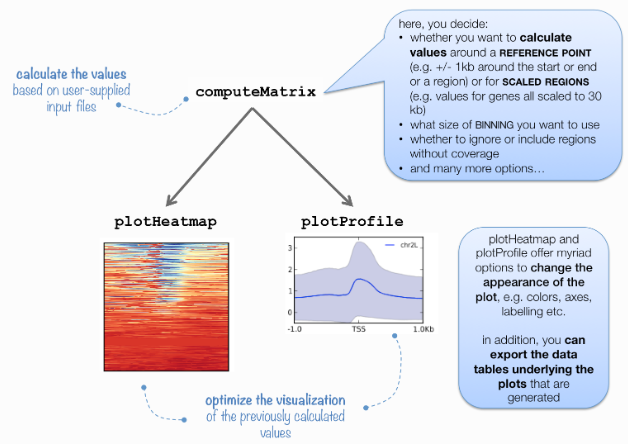 here, you decide:
• whether you want to calculate
values around a REFERENCE POINT
(e.g. +/- 1kb around the start or end
or a region) or for SCALED REGIONS
(e.g. values for genes all scaled to 30
kb)
• what size of BINNING you want to use
• whether to ignore or include regions
without coverage
• and many more options…
calculate the values
based on user-supplied
input files
computeMatrix
plotHeatmap
plotProfile
chr2L
3
2
1
0
-1.0
TSS
1.0Kb
plotHeatmap and
plotProfile offer myriad
options to change the
appearance of the
plot, e.g. colors, axes,
labelling etc.
in addition, you can
export the data
tables underlying the
plots that are
generated
optimize the visualization
of the previously calculated
values